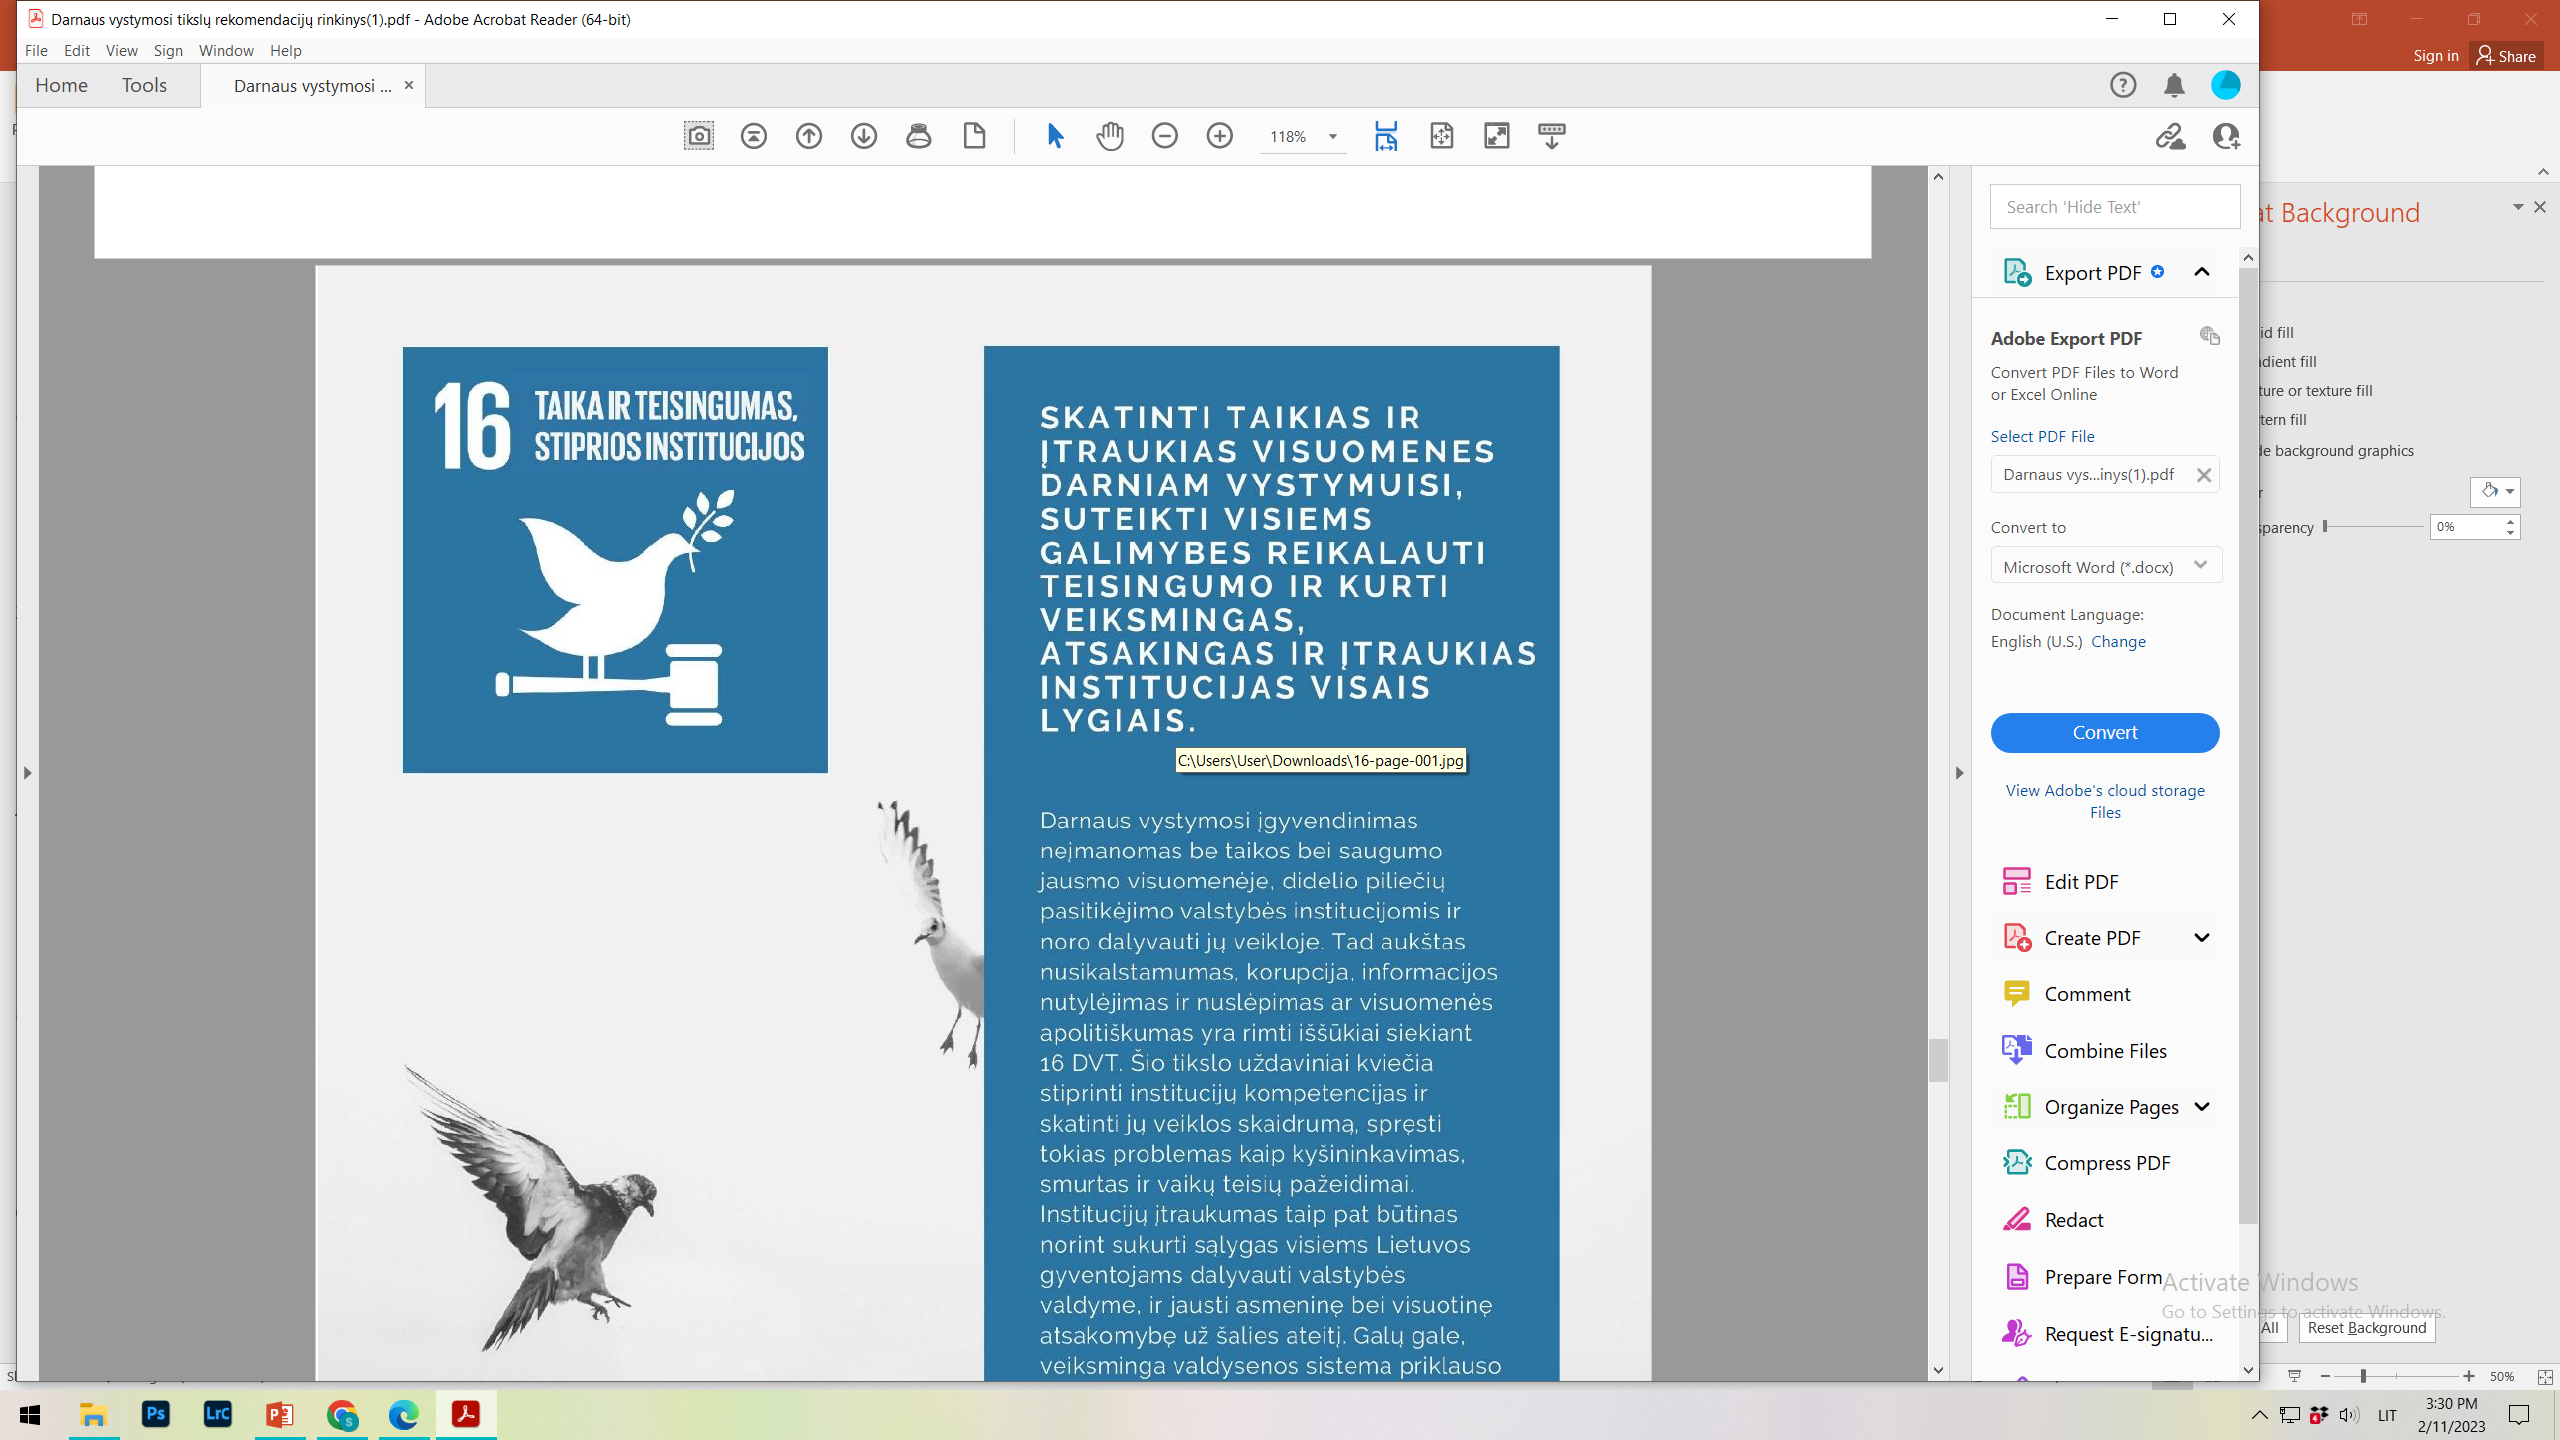 Darnaus vystymosi tikslų rekomendacijų rinkinys(1).pdf - Adobe Acrobat Reader (64-bit)
File Edit View Sign Window Help
Sign in Share
Home Tools Darnaus vystymosi ...
118%
Search 'Hide Text'
Background
Export PDF
Adobe Export PDF
Convert PDF Files to Word
or Excel Online
Select PDF File
Darnaus vys...inys(1).pdf
Convert to
Microsoft Word (*.docx)
Document Language:
English (U.S.) Change
Convert
View Adobe's cloud storage
Files
Edit PDF
Create PDF
Comment
Combine Files
Organize Pages
Compress PDF
Redact
Prepare Form
Request E-signatu...
fill
fill
or texture fill
fill
background graphics
0%
Activate Windows
Go to Settings to activate Windows.
All Reset Background
16 TAIKA IR TEISINGUMAS,
STIPRIOS INSTITUCIJOS
SKATINTI TAIKIAS IR
ĮTRAUKIAS VISUOMENES
DARNIAM VYSTYMUISI,
SUTEIKTI VISIEMS
GALIMYBES REIKALAUTI
TEISINGUMO IR KURTI
VEIKSMINGAS,
ATSAKINGAS IR ĮTRAUKIAS
INSTITUCIJAS VISAIS
LYGIAIS.
C:\Users\User\Downloads\16-page-001.jpg
Darnaus vystymosi įgyvendinimas
neįmanomas be taikos bei saugumo
jausmo visuomenėje, didelio piliečių
pasitikėjimo valstybės institucijomis ir
noro dalyvauti jų veikloje. Tad aukštas
nusikalstamumas, korupcija, informacijos
nutylėjimas ir nuslėpimas ar visuomenės
apolitiškumas yra rimti iššūkiai siekiant
16 DVT. Šio tikslo uždaviniai kviečia
stiprinti institucijų kompetencijas ir
skatinti jų veiklos skaidrumą, spręsti
tokias problemas kaip kyšininkavimas,
smurtas ir vaikų teisių pažeidimai.
Institucijų įtraukumas taip pat būtinas
norint sukurti sąlygas visiems Lietuvos
gyventojams dalyvauti valstybės
valdyme, ir jausti asmeninę bei visuotinę
atsakomybę už šalies ateitį. Galų gale,
veiksminga valdysenos sistema priklauso
50%
Ps LrC
LIT
3:30 PM
2/11/2023